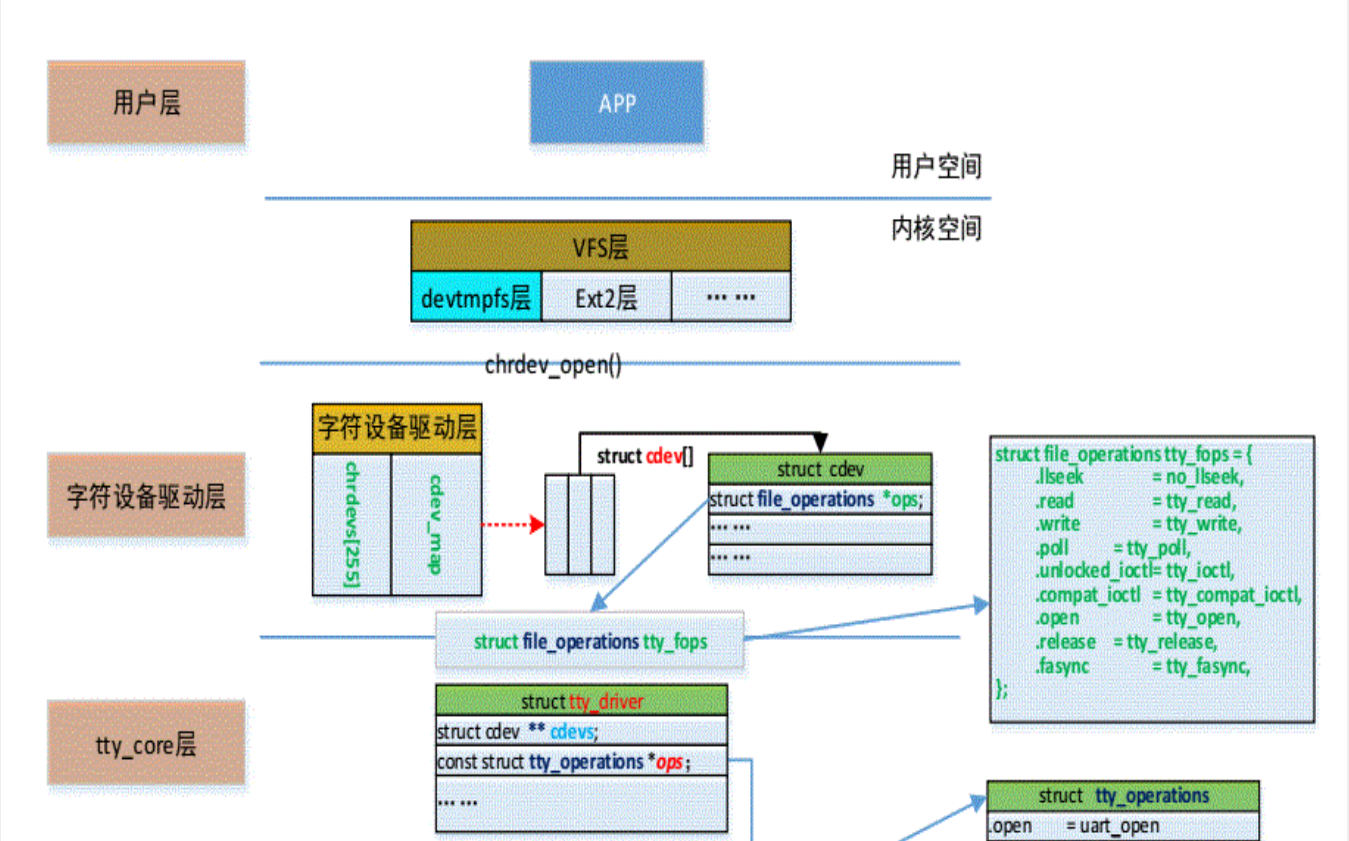 用户层
APP
用户空间
内核空间
VFS层
devtmpfs层
Ext2层
... ...
chrdev_open()
字符设备驱动层
字符设备驱动层
chrdevs[255]
cdev_map
struct cdev[]
struct cdev
struct file_operations *ops;
... ...
... ...
struct file_operations tty_fops = {
.llseek = no_llseek,
.read = tty_read,
.write = tty_write,
.poll = tty_poll,
.unlocked_ioctl= tty_ioctl,
.compat_ioctl = tty_compat_ioctl,
.open = tty_open,
.release = tty_release,
.fasync = tty_fasync,
};
struct file_operations tty_fops
tty_core层
struct tty_driver
struct cdev ** cdevs;
const struct tty_operations *ops;
... ...
struct tty_operations
.open = uart_open